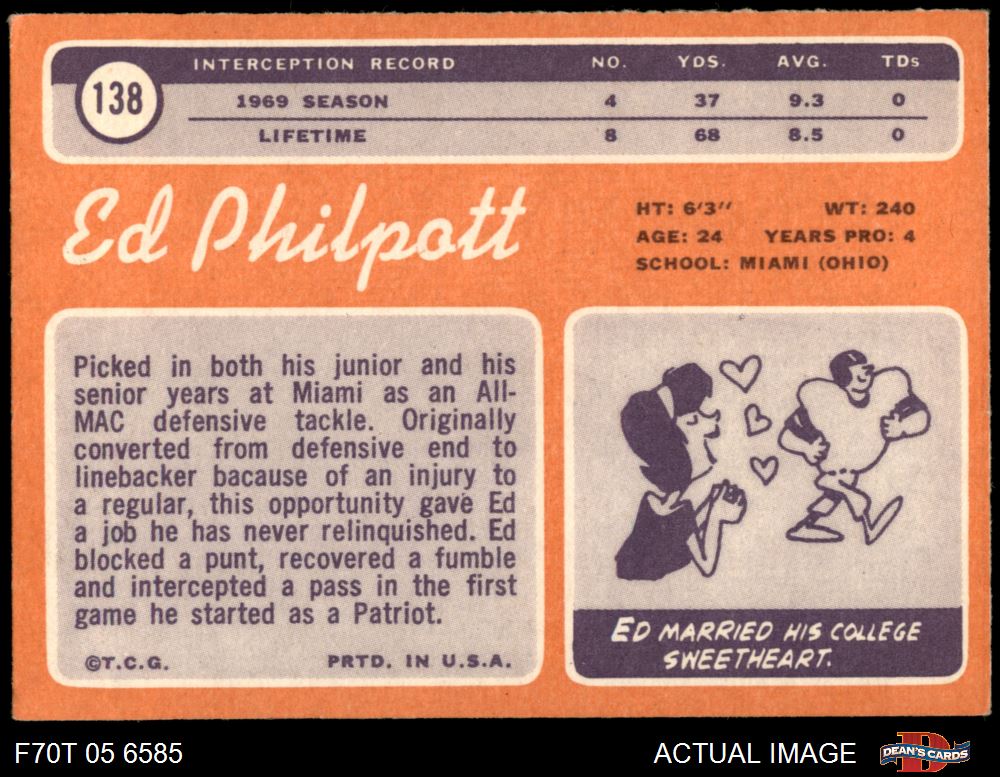 INTERCEPTION RECORD NO. YDS. AVG. TDs
138
1969 SEASON 4 37 9.3 0
LIFETIME 8 68 8.5 0
Ed Philpott
HT: 6'3" WT: 240
AGE: 24 YEARS PRO: 4
SCHOOL: MIAMI (OHIO)
Picked in both his junior and his
senior years at Miami as an All-
MAC defensive tackle. Originally
converted from defensive end to
linebacker bacause of an injury to
a regular, this opportunity gave Ed
a job he has never relinquished. Ed
blocked a punt, recovered a fumble
and intercepted a pass in the first
game he started as a Patriot.
©T.C.G. PRTD. IN U.S.A.
ED MARRIED HIS COLLEGE
SWEETHEART.
F70T 05 6585 ACTUAL IMAGE D DEAN'S CARDS